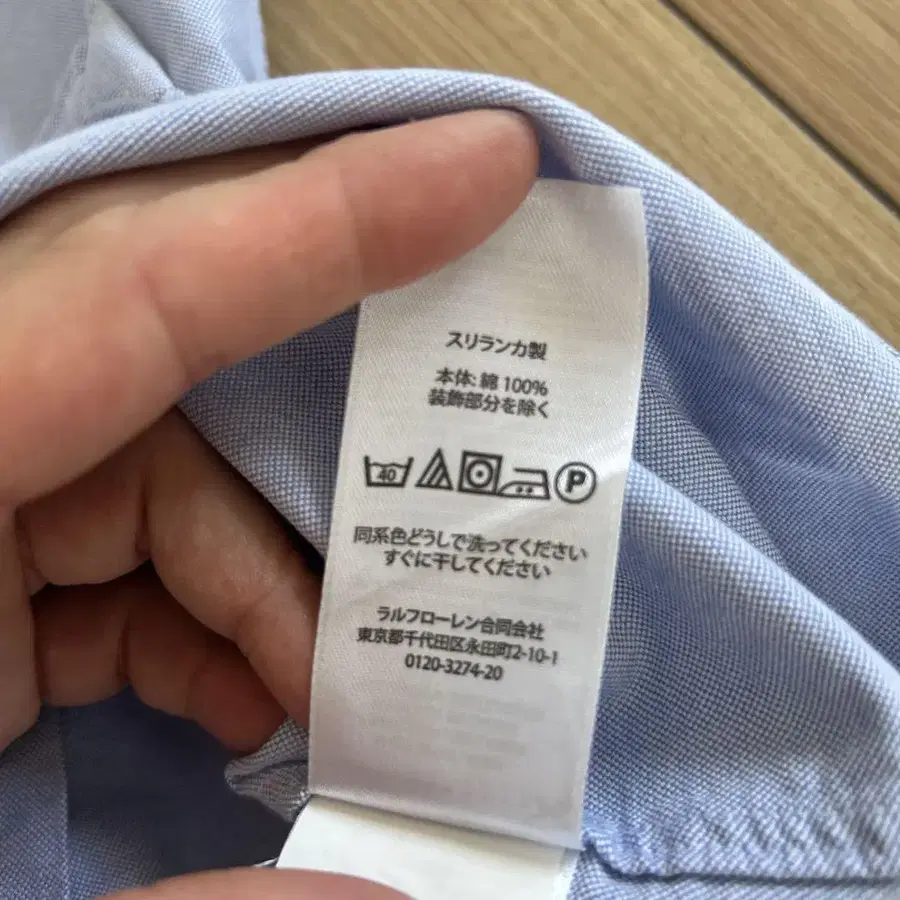 スリランカ製
本体: 綿 100%
装飾部分を除く
40 P
同系色どうしで洗ってください
すぐに干してください
ラルフローレン合同会社
東京都千代田区永田町2-10-1
0120-3274-20